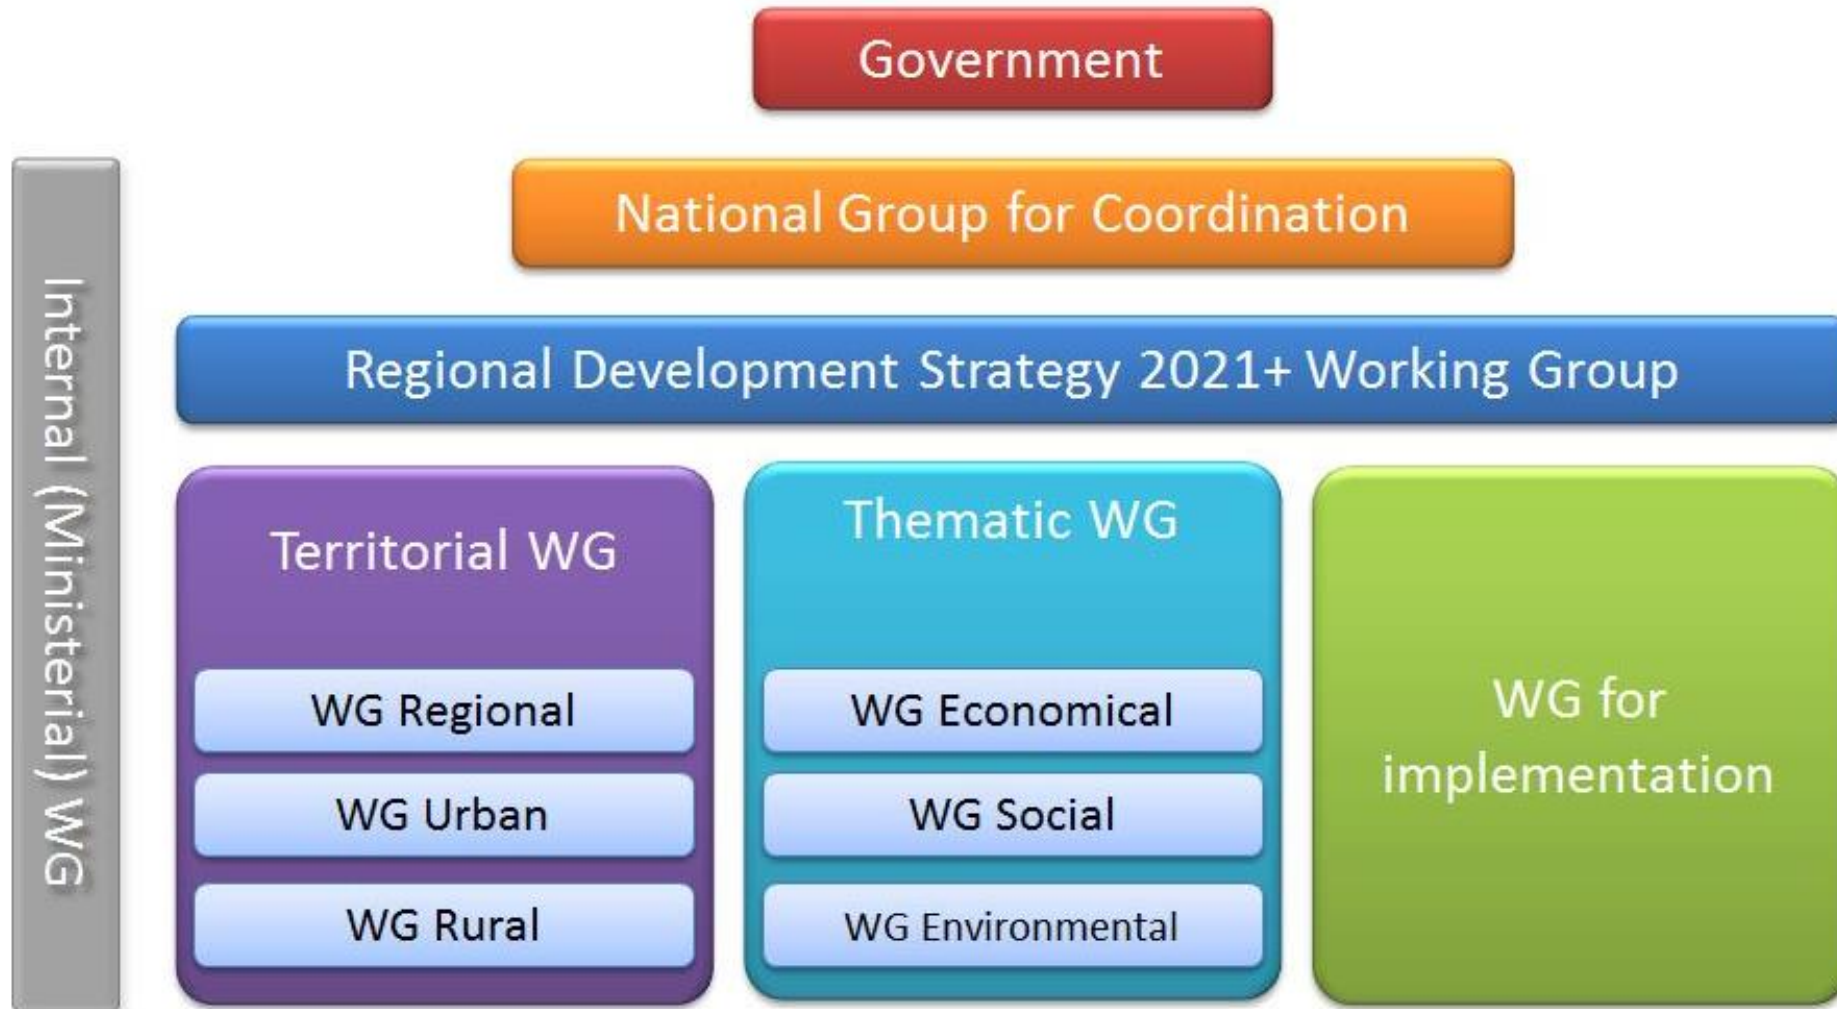 Government
National Group for Coordination
Internal (Ministerial) WG
Regional Development Strategy 2021+ Working Group
Territorial WG
WG Regional
WG Urban
WG Rural
Thematic WG
WG Economical
WG Social
WG Environmental
WG for
implementation